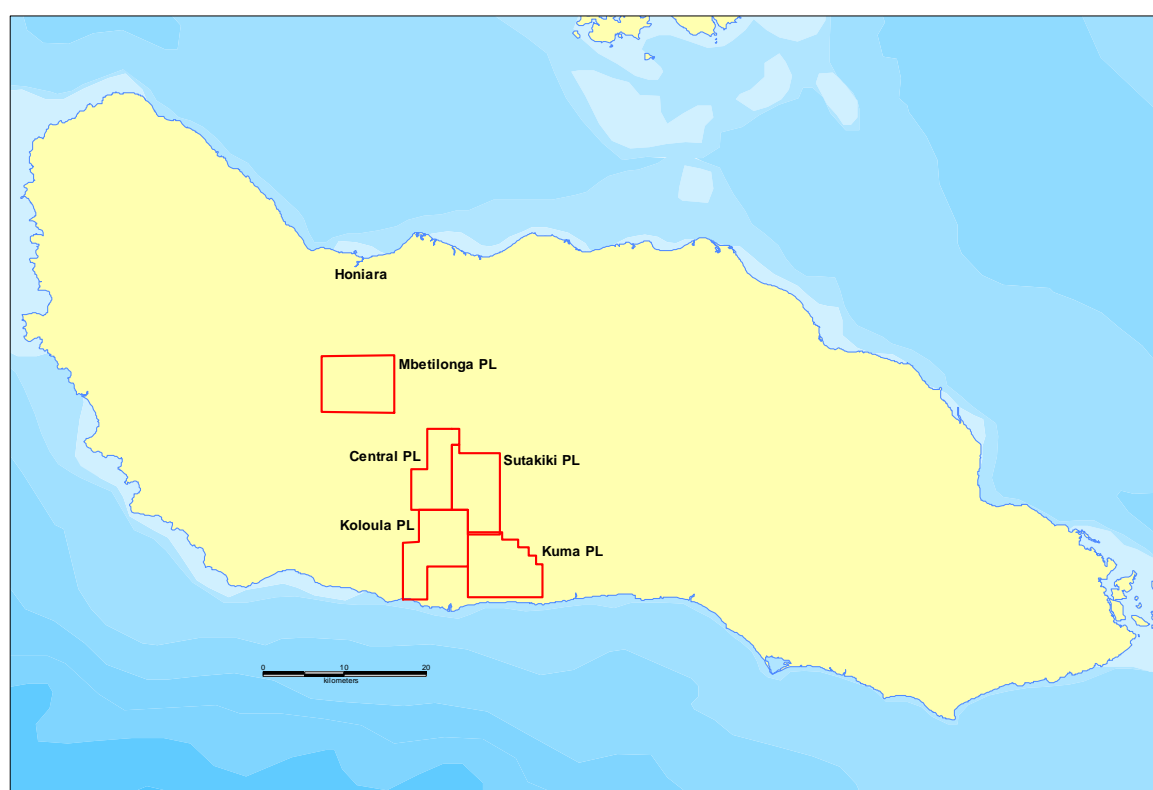 Honiara
Mbetilonga PL
Central PL
Sutakiki PL
Koloula PL
Kuma PL
0 10 20
kilometers